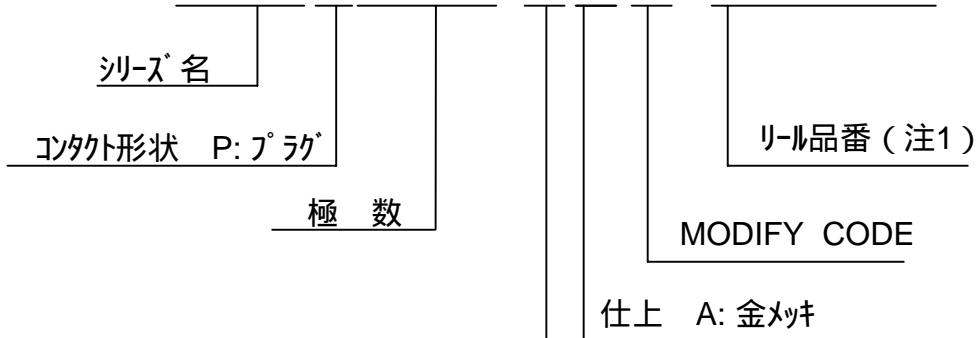 ｼﾘｰｽﾞ名
ｺﾝﾀｸﾄ形状 P:ﾌﾟﾗｸﾞ
ﾘｰﾙ品番(注1)
極 数
MODIFY CODE
仕上 A:金ﾒｯｷ